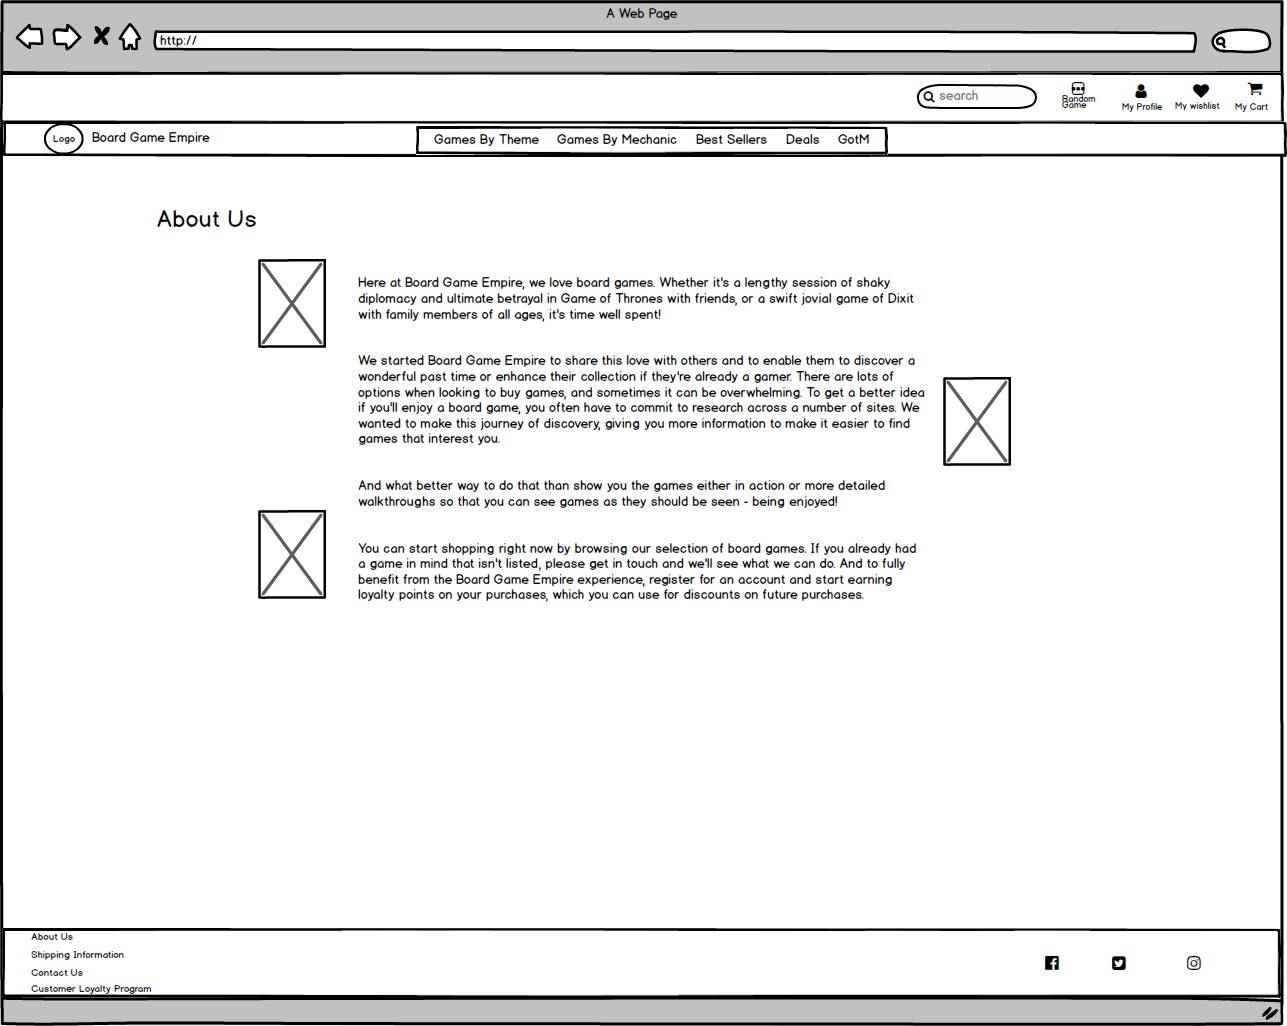 A Web Page
http://
search
Random
Game
My Profile
My wishlist
My Cart
Logo
Board Game Empire
Games By Theme
Games By Mechanic
Best Sellers
Deals
GotM
About Us
Here at Board Game Empire, we love board games. Whether it's a lengthy session of shaky
diplomacy and ultimate betrayal in Game of Thrones with friends, or a swift jovial game of Dixit
with family members of all ages, it's time well spent!
We started Board Game Empire to share this love with others and to enable them to discover a
wonderful past time or enhance their collection if they're already a gamer. There are lots of
options when looking to buy games, and sometimes it can be overwhelming. To get a better idea
if you'll enjoy a board game, you often have to commit to research across a number of sites. We
wanted to make this journey of discovery, giving you more information to make it easier to find
games that interest you.
And what better way to do that than show you the games either in action or more detailed
walkthroughs so that you can see games as they should be seen - being enjoyed!
You can start shopping right now by browsing our selection of board games. If you already had
a game in mind that isn't listed, please get in touch and we'll see what we can do. And to fully
benefit from the Board Game Empire experience, register for an account and start earning
loyalty points on your purchases, which you can use for discounts on future purchases.
About Us
Shipping Information
Contact Us
Customer Loyalty Program